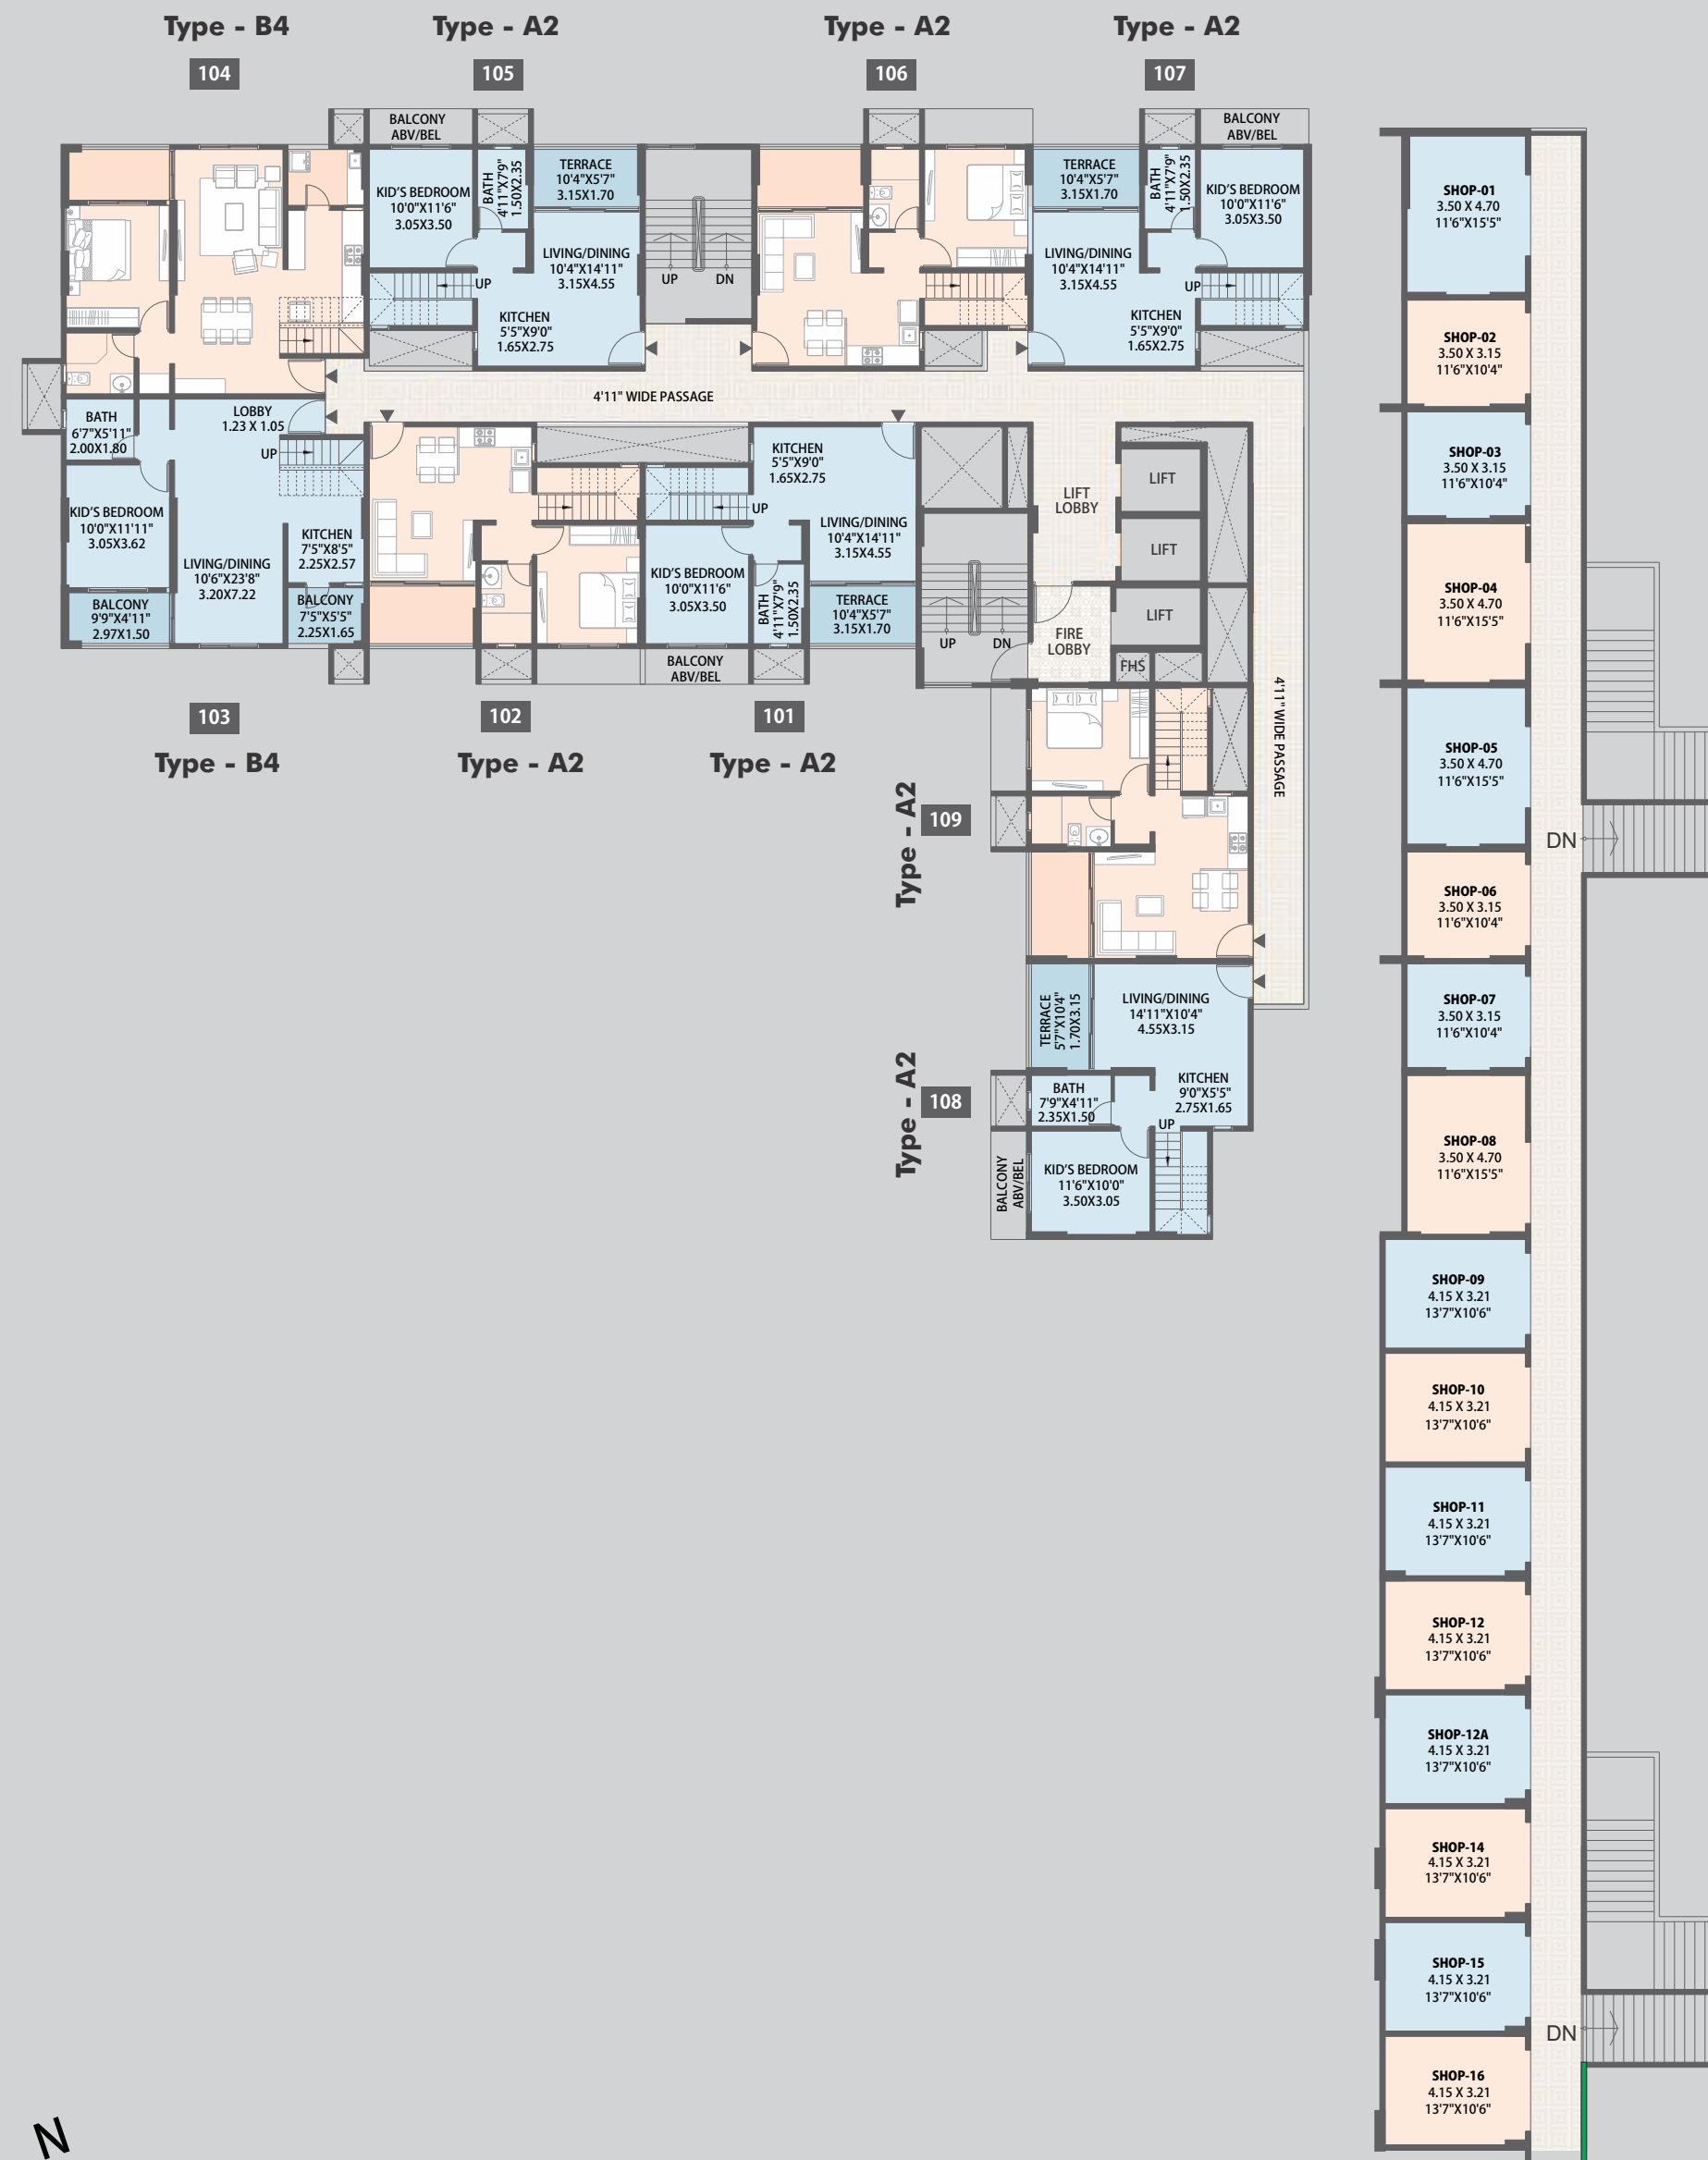 Type - B4
104
Type - A2
105
Type - A2
106
Type - A2
107
BALCONY
ABV/BEL
KID'S BEDROOM
10'0"X11'6"
3.05X3.50
BATH
4'11"X7'9"
1.50X2.35
TERRACE
10'4"X5'7"
3.15X1.70
LIVING/DINING
10'4"X14'11"
3.15X4.55
UP
KITCHEN
5'5"X9'0"
1.65X2.75
UP
DN
TERRACE
10'4"X5'7"
3.15X1.70
BATH
4'11"X7'9"
1.50X2.35
BALCONY
ABV/BEL
KID'S BEDROOM
10'0"X11'6"
3.05X3.50
LIVING/DINING
10'4"X14'11"
3.15X4.55
UP
KITCHEN
5'5"X9'0"
1.65X2.75
4'11" WIDE PASSAGE
BATH
6'7"X5'11"
2.00X1.80
LOBBY
1.23 X 1.05
UP
KID'S BEDROOM
10'0"X11'11"
3.05X3.62
KITCHEN
7'5"X8'5"
2.25X2.57
LIVING/DINING
10'6"X23'8"
3.20X7.22
BALCONY
9'9"X4'11"
2.97X1.50
BALCONY
7'5"X5'5"
2.25X1.65
KITCHEN
5'5"X9'0"
1.65X2.75
UP
LIVING/DINING
10'4"X14'11"
3.15X4.55
KID'S BEDROOM
10'0"X11'6"
3.05X3.50
BATH
4'11"X7'9"
1.50X2.35
TERRACE
10'4"X5'7"
3.15X1.70
BALCONY
ABV/BEL
LIFT
LOBBY
LIFT
LIFT
LIFT
FIRE
LOBBY
FHS
UP
DN
4'11" WIDE PASSAGE
103
Type - B4
102
Type - A2
101
Type - A2
109
Type - A2
TERRACE
5'7"X10'4"
1.70X3.15
LIVING/DINING
14'11"X10'4"
4.55X3.15
108
Type - A2
BATH
7'9"X4'11"
2.35X1.50
KITCHEN
9'0"X5'5"
2.75X1.65
UP
BALCONY
ABV/BEL
KID'S BEDROOM
11'6"X10'0"
3.50X3.05
SHOP-01
3.50 X 4.70
11'6"X15'5"
SHOP-02
3.50 X 3.15
11'6"X10'4"
SHOP-03
3.50 X 3.15
11'6"X10'4"
SHOP-04
3.50 X 4.70
11'6"X15'5"
SHOP-05
3.50 X 4.70
11'6"X15'5"
DN
SHOP-06
3.50 X 3.15
11'6"X10'4"
SHOP-07
3.50 X 3.15
11'6"X10'4"
SHOP-08
3.50 X 4.70
11'6"X15'5"
SHOP-09
4.15 X 3.21
13'7"X10'6"
SHOP-10
4.15 X 3.21
13'7"X10'6"
SHOP-11
4.15 X 3.21
13'7"X10'6"
SHOP-12
4.15 X 3.21
13'7"X10'6"
SHOP-12A
4.15 X 3.21
13'7"X10'6"
SHOP-14
4.15 X 3.21
13'7"X10'6"
SHOP-15
4.15 X 3.21
13'7"X10'6"
DN
SHOP-16
4.15 X 3.21
13'7"X10'6"
N